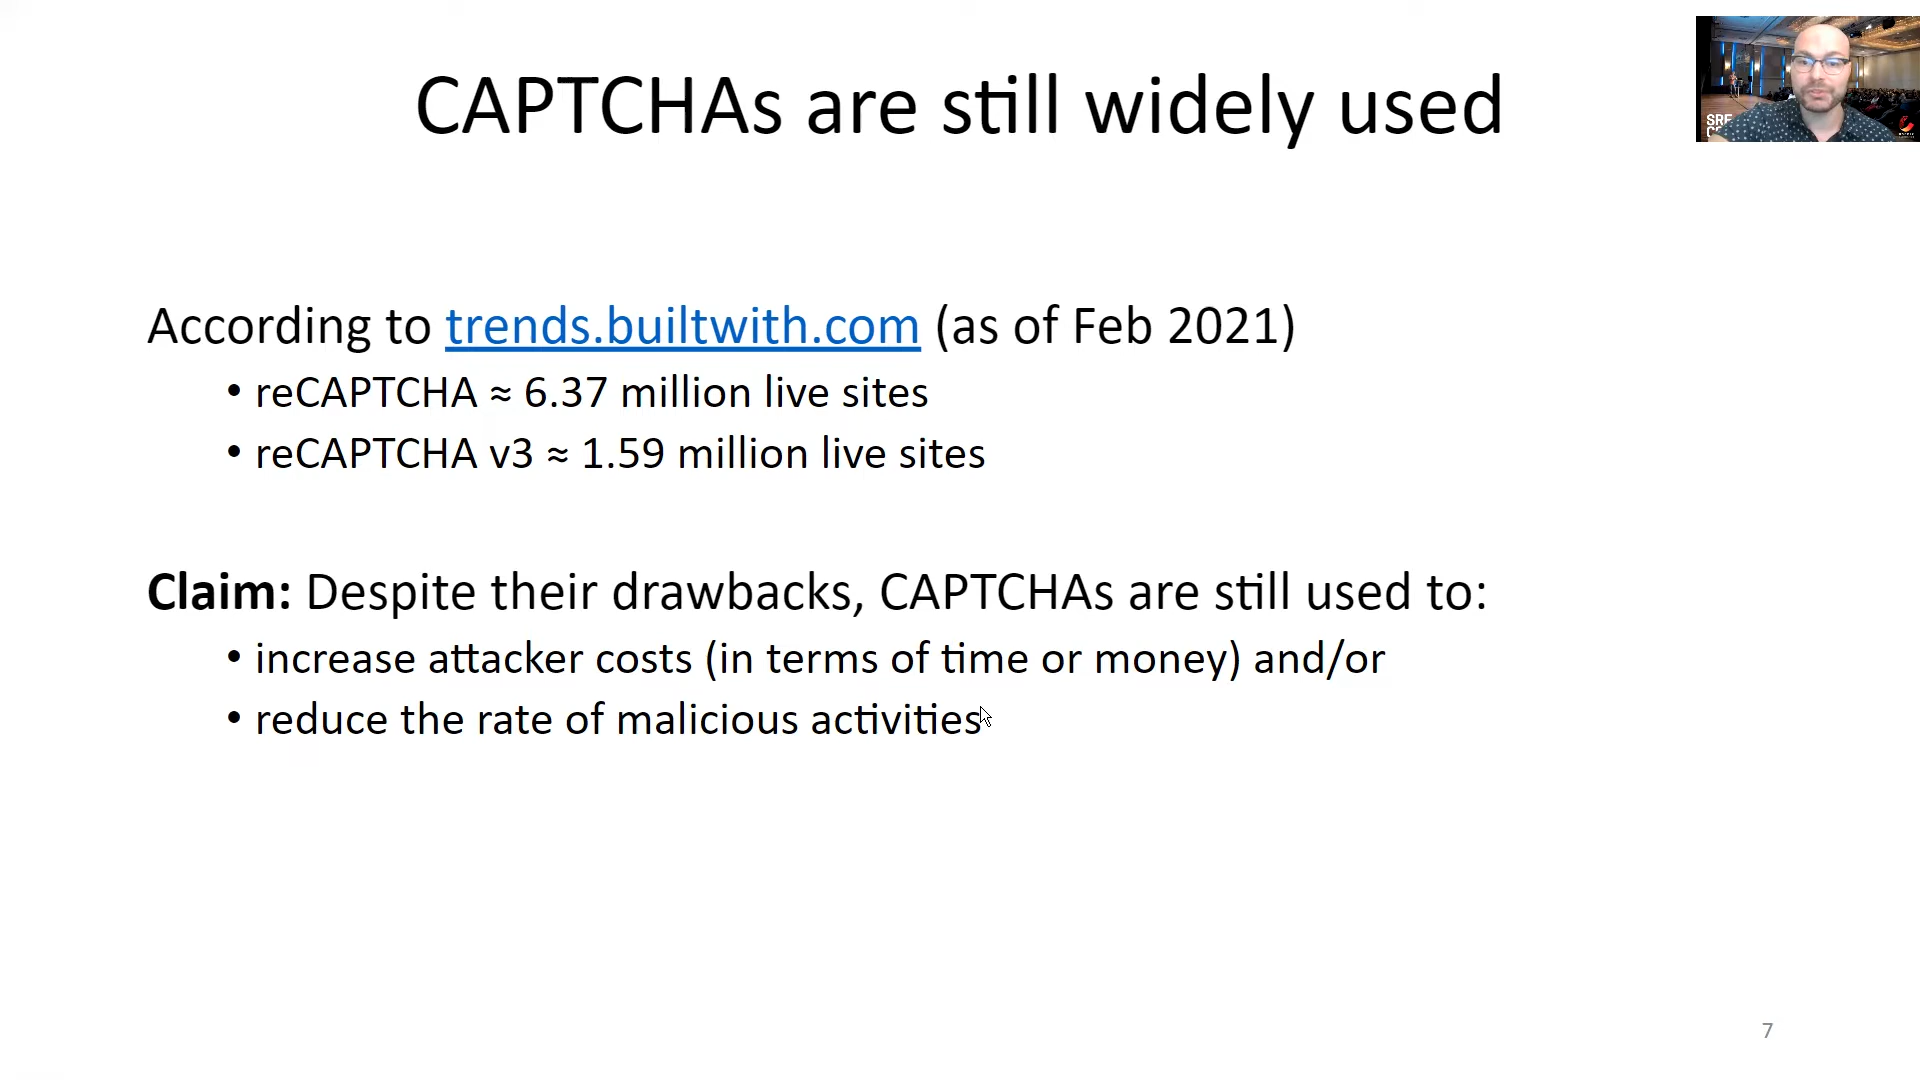 CAPTCHAs are still widely used
According to trends.builtwith.com (as of Feb 2021)
• reCAPTCHA ≈ 6.37 million live sites
• reCAPTCHA v3 ≈ 1.59 million live sites
Claim: Despite their drawbacks, CAPTCHAs are still used to:
• increase attacker costs (in terms of time or money) and/or
• reduce the rate of malicious activities
7